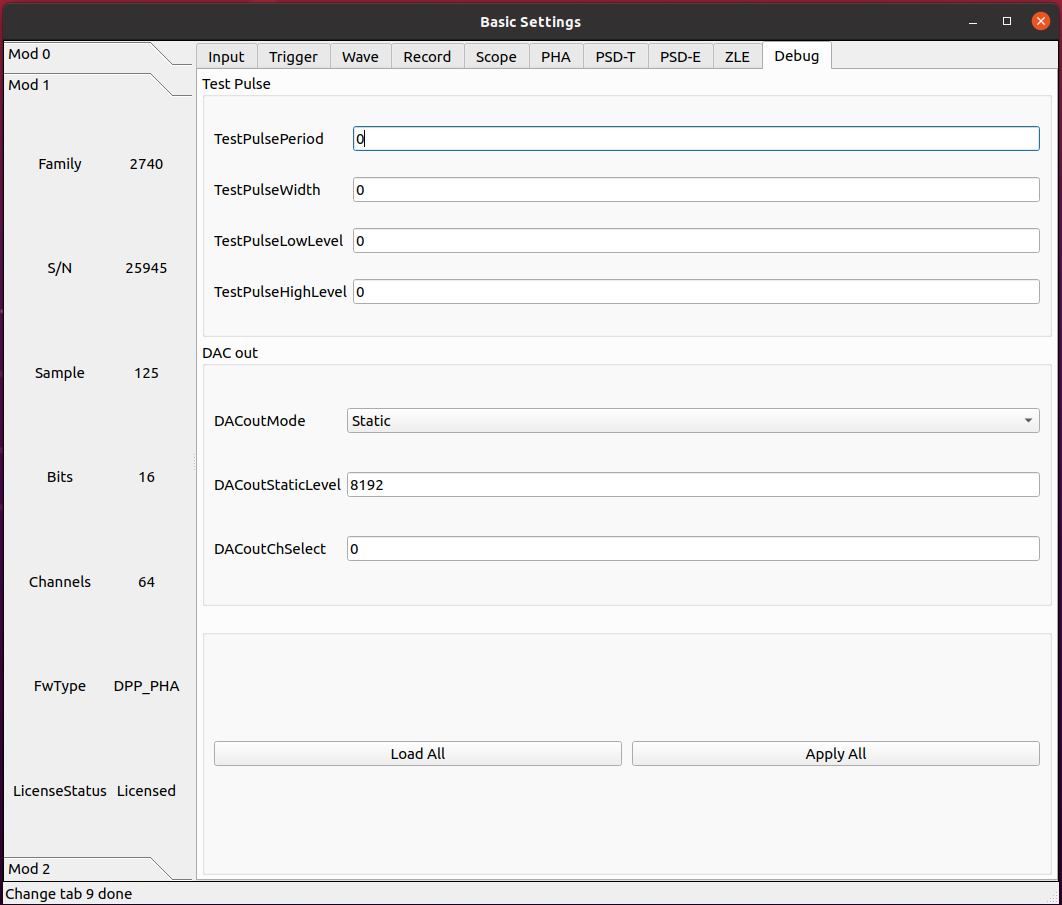 Basic Settings
Mod 0
Mod 1
Family 2740
S/N 25945
Sample 125
Bits 16
Channels 64
FwType DPP_PHA
LicenseStatus Licensed
Mod 2
Input Trigger Wave Record Scope PHA PSD-T PSD-E ZLE Debug
Test Pulse
TestPulsePeriod 0
TestPulseWidth 0
TestPulseLowLevel 0
TestPulseHighLevel 0
DAC out
DACoutMode Static
DACoutStaticLevel 8192
DACoutChSelect 0
Load All Apply All
Change tab 9 done